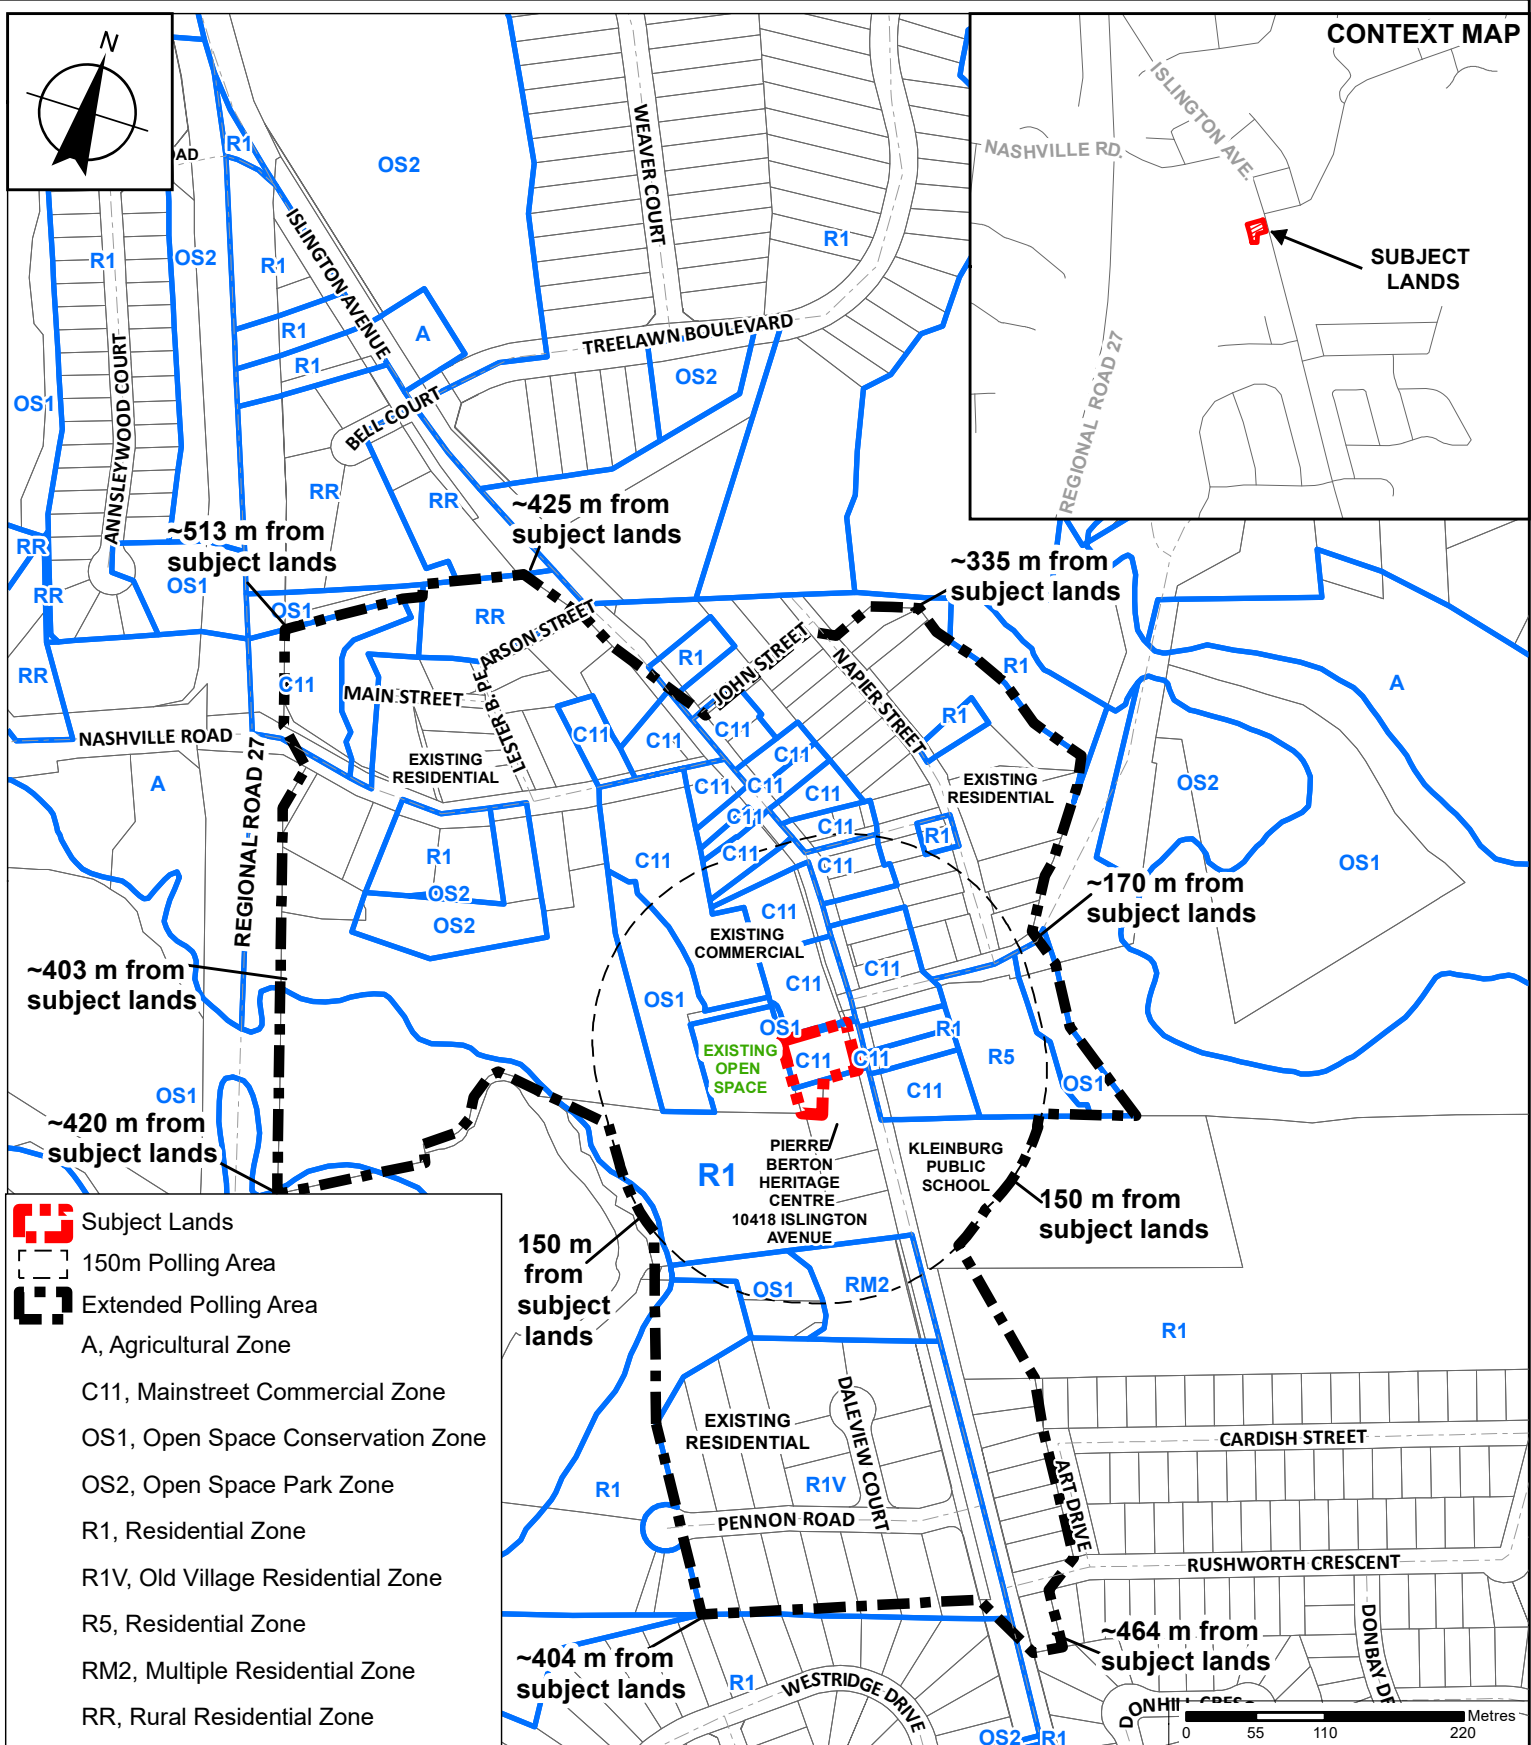 N
CONTEXT MAP
ISLINGTON AVE.
NASHVILLE RD.
SUBJECT
LANDS
REGIONAL ROAD 27
OAD
R1
OS2
WEAVER COURT
R1
R1
OS2
R1
ISLINGTON AVENUE
R1
R1
A
TREELAWN BOULEVARD
OS2
OS1
ANNSLEYWOOD COURT
BELL COURT
RR
RR
~425 m from
subject lands
~513 m from
subject lands
~335 m from
subject lands
RR
RR
OS1
OS1
RR
LESTER B. PEARSON STREET
R1
JOHN STREET
NAPIER STREET
R1
A
RR
C11
MAIN STREET
C11
C11
C11
C11
R1
NASHVILLE ROAD
REGIONAL ROAD 27
EXISTING
RESIDENTIAL
EXISTING
RESIDENTIAL
A
OS2
C11
C11
C11
C11
C11
R1
R1
OS2
OS2
C11
C11
C11
OS1
~170 m from
subject lands
C11
EXISTING
COMMERCIAL
~403 m from
subject lands
C11
C11
OS1
OS1
R1
EXISTING
OPEN
SPACE
C11
C11
R5
C11
OS1
OS1
~420 m from
subject lands
PIERRE
BERTON
HERITAGE
CENTRE
10418 ISLINGTON
AVENUE
KLEINBURG
PUBLIC
SCHOOL
R1
150 m from
subject lands
150 m
from
subject
lands
OS1
RM2
R1
Subject Lands
150m Polling Area
Extended Polling Area
A, Agricultural Zone
C11, Mainstreet Commercial Zone
OS1, Open Space Conservation Zone
OS2, Open Space Park Zone
R1, Residential Zone
R1V, Old Village Residential Zone
R5, Residential Zone
RM2, Multiple Residential Zone
RR, Rural Residential Zone
EXISTING
RESIDENTIAL
DALEVIEW COURT
CARDISH STREET
ART DRIVE
R1
R1V
PENNON ROAD
RUSHWORTH CRESCENT
~404 m from
subject lands
~464 m from
subject lands
R1
WESTRIDGE DRIVE
OS2
R1
Metres
0 55 110 220